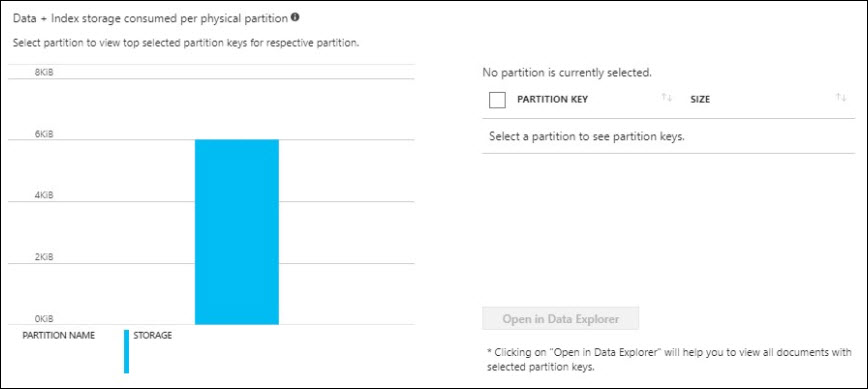 Data + Index storage consumed per physical partition
Select partition to view top selected partition keys for respective partition.
8KiB
6KiB
4KiB
2KiB
0KiB
PARTITION NAME
STORAGE
No partition is currently selected.
PARTITION KEY ↑↓ SIZE ↑↓
Select a partition to see partition keys.
Open in Data Explorer
* Clicking on "Open in Data Explorer" will help you to view all documents with
selected partition keys.